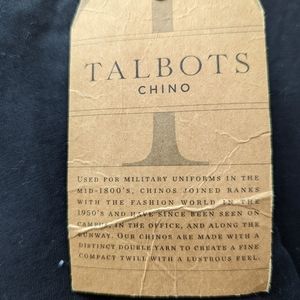 TALBOTS
CHINO
USED FOR MILITARY UNIFORMS IN THE
MID-1800'S, CHINOS JOINED RANKS
WITH THE FASHION WORLD IN THE
1950'S AND HAVE SINCE BEEN SEEN ON
CAMPUS, IN THE OFFICE, AND ALONG THE
RUNWAY. OUR CHINOS ARE MADE WITH A
DISTINCT DOUBLE YARN TO CREATE A FINE
COMPACT TWILL WITH A LUSTROUS FEEL.